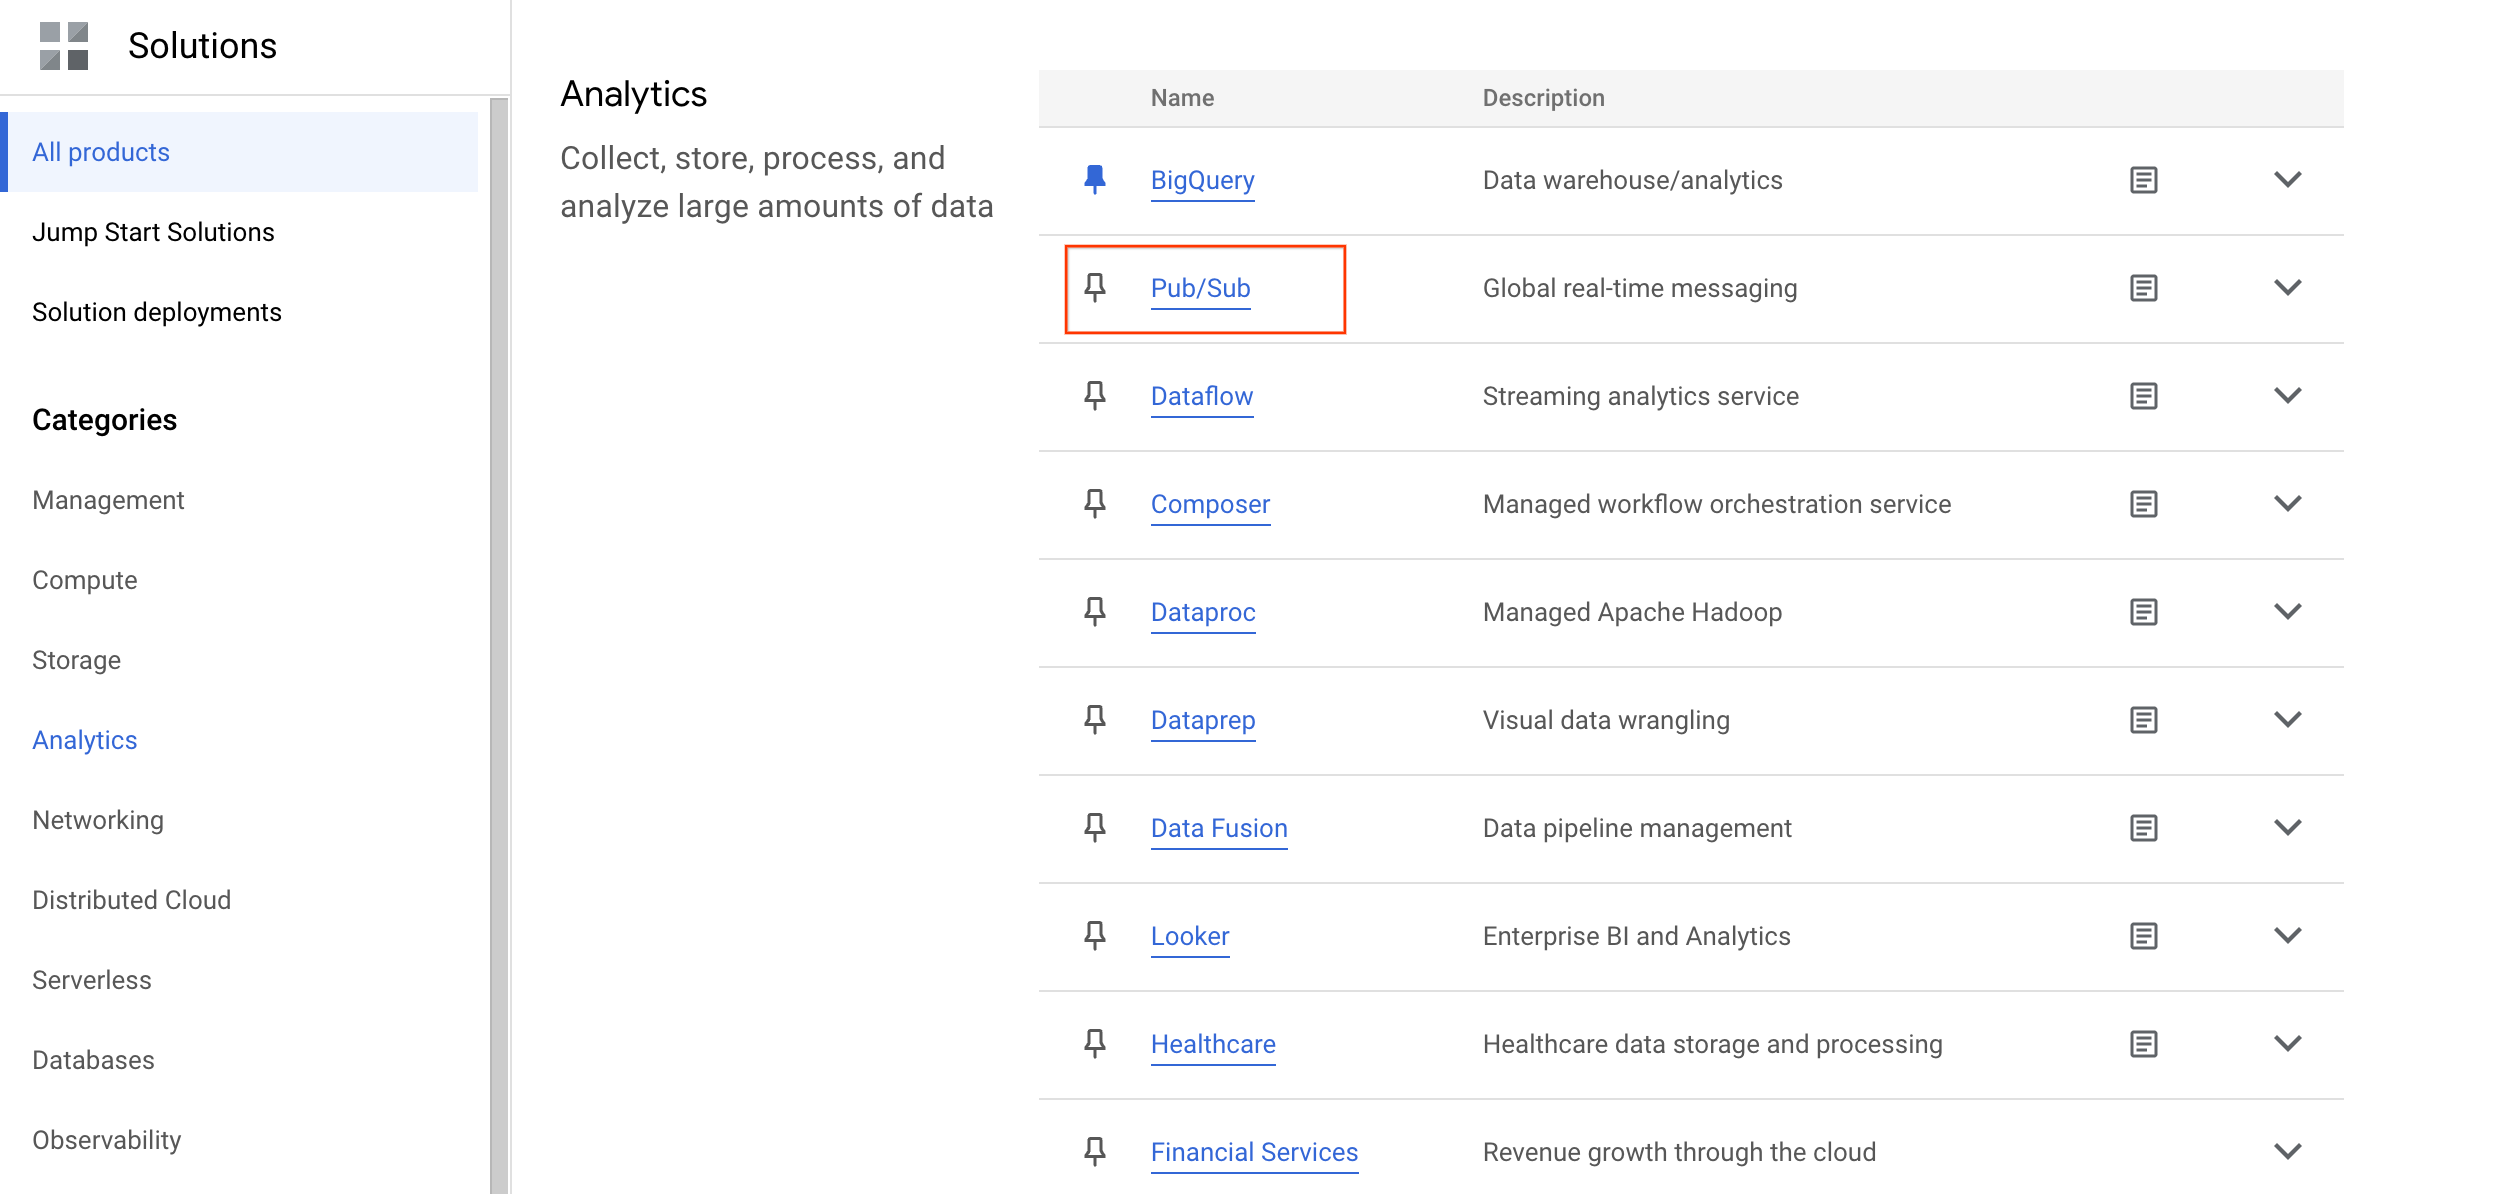 Solutions
All products
Jump Start Solutions
Solution deployments
Categories
Management
Compute
Storage
Analytics
Networking
Distributed Cloud
Serverless
Databases
Observability
Analytics
Collect, store, process, and
analyze large amounts of data
Name Description
BigQuery Data warehouse/analytics
Pub/Sub Global real-time messaging
Dataflow Streaming analytics service
Composer Managed workflow orchestration service
Dataproc Managed Apache Hadoop
Dataprep Visual data wrangling
Data Fusion Data pipeline management
Looker Enterprise BI and Analytics
Healthcare Healthcare data storage and processing
Financial Services Revenue growth through the cloud